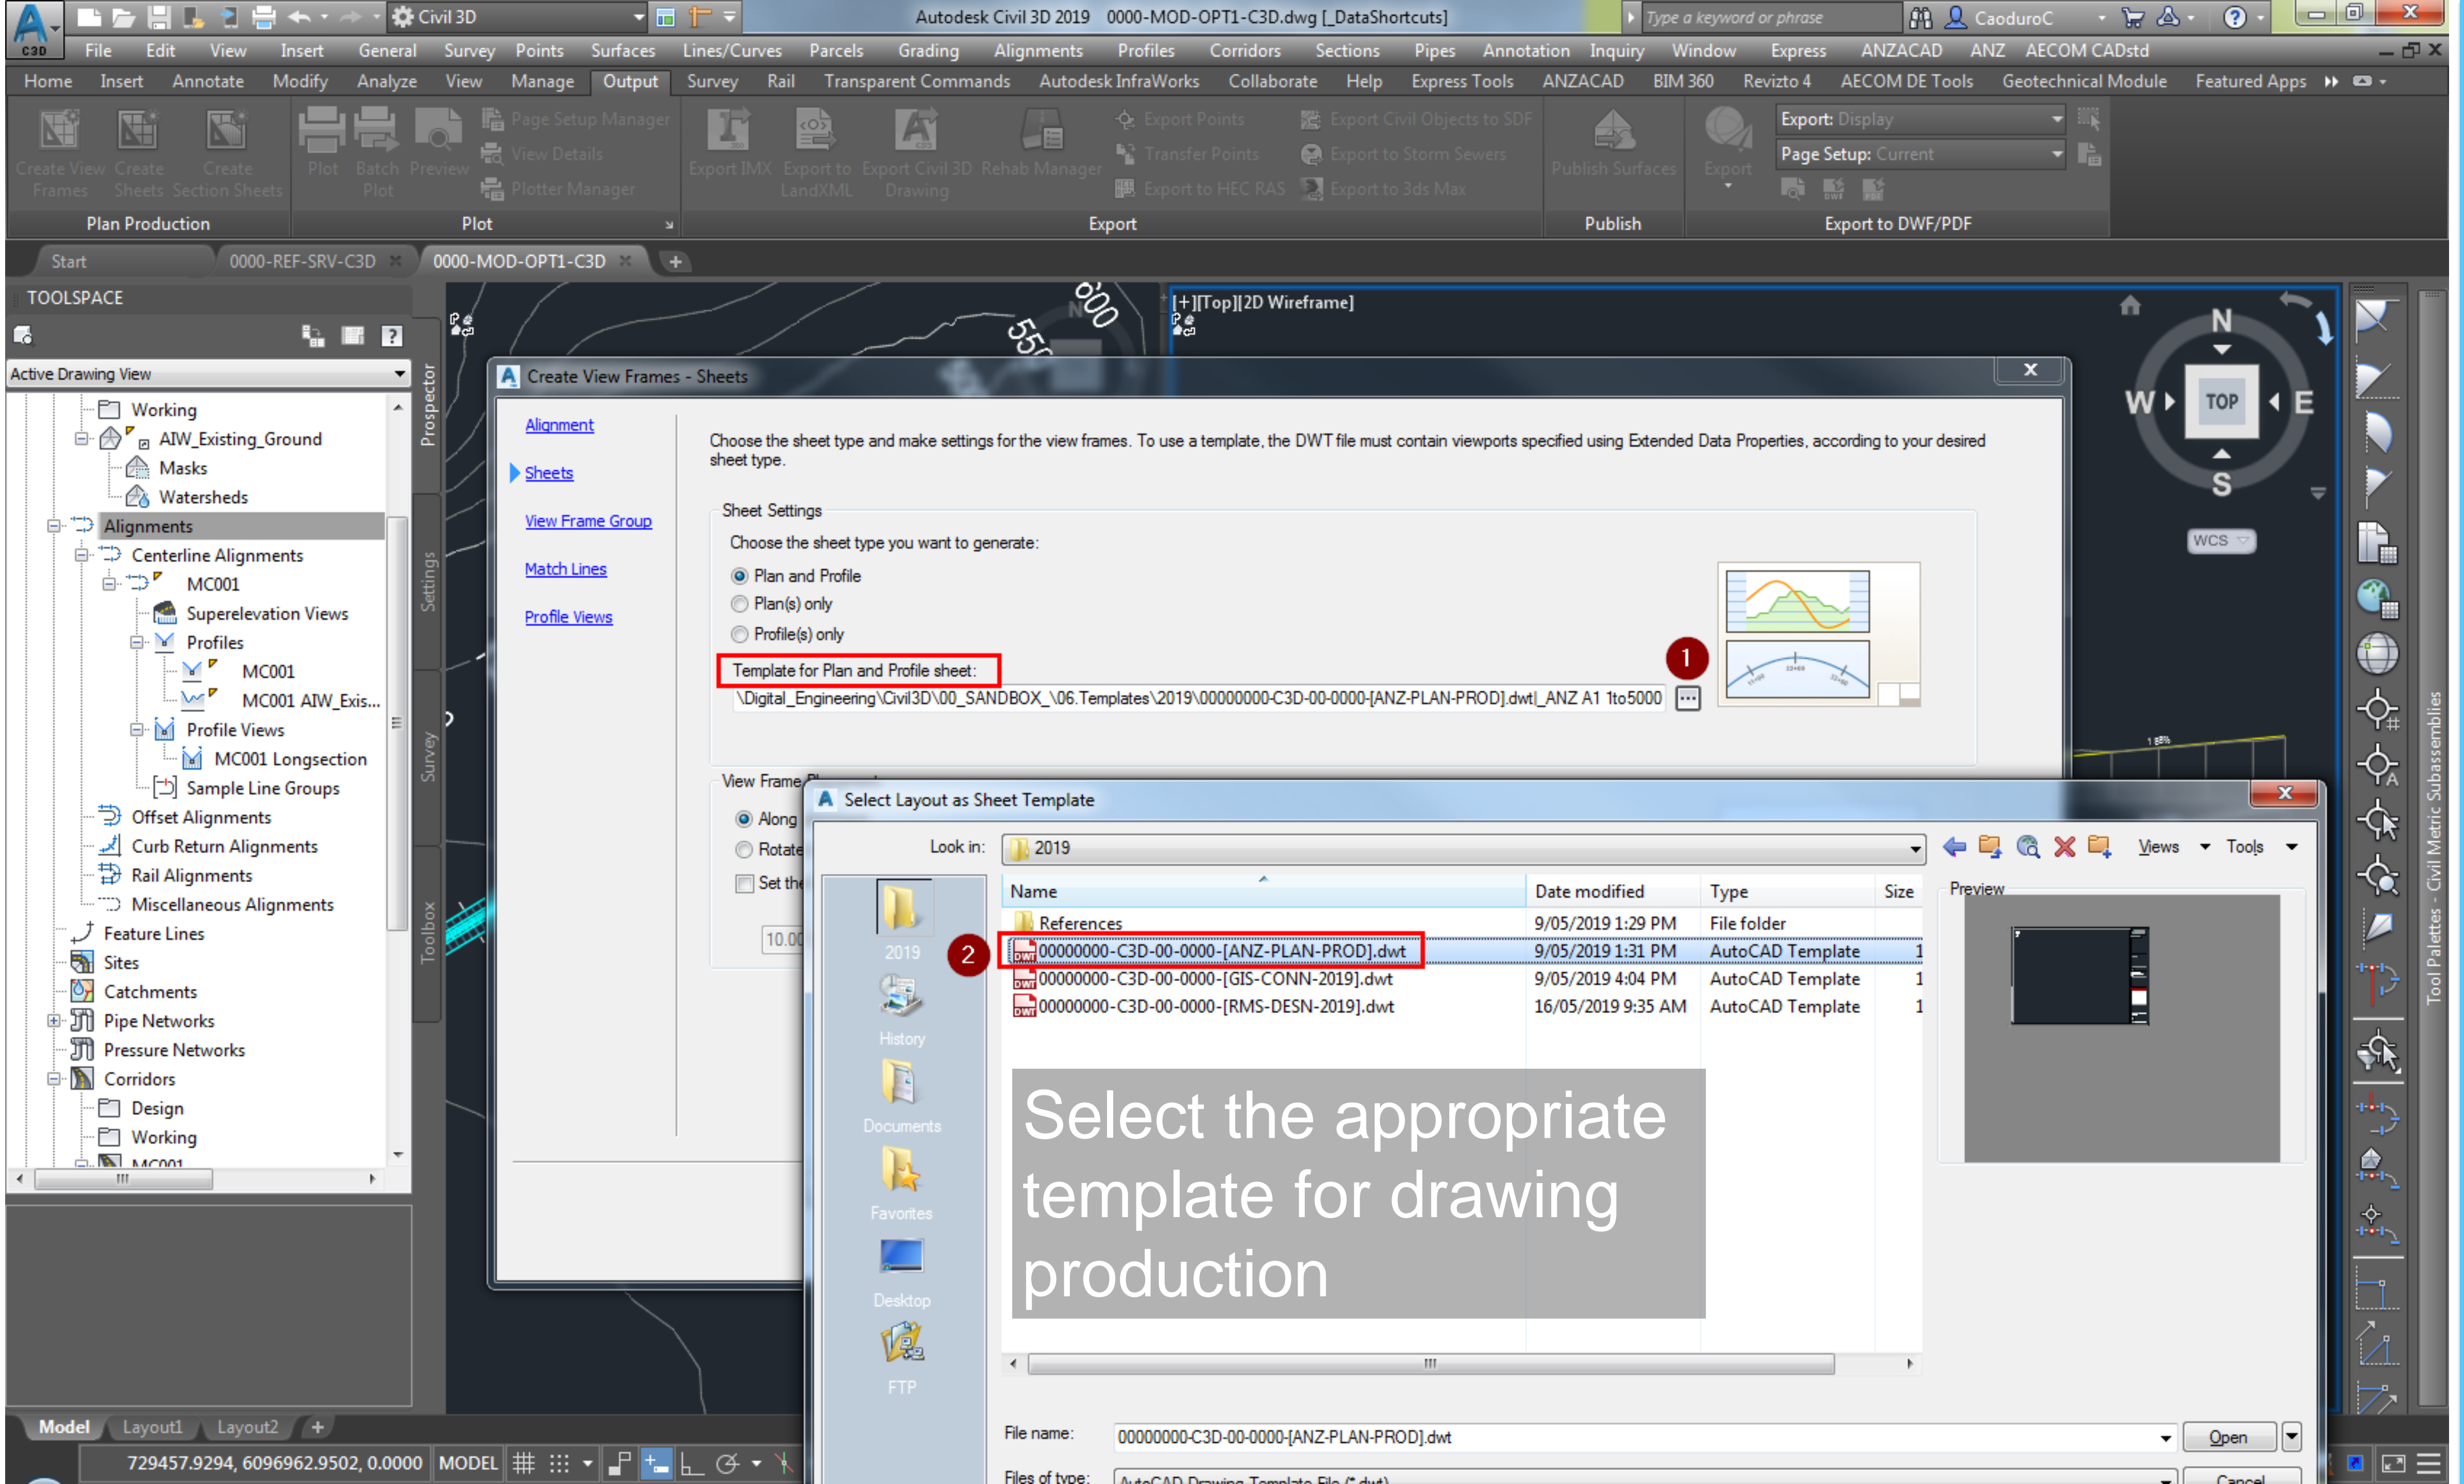 Civil 3D
Autodesk Civil 3D 2019 0000-MOD-OPT1-C3D.dwg [_DataShortcuts]
Type a keyword or phrase
CaoduroC
C3D
File Edit View Insert General Survey Points Surfaces Lines/Curves Parcels Grading Alignments Profiles Corridors Sections Pipes Annotation Inquiry Window Express ANZACAD ANZ AECOM CADstd
Home Insert Annotate Modify Analyze View Manage Output Survey Rail Transparent Commands Autodesk InfraWorks Collaborate Help Express Tools ANZACAD BIM 360 Revizto 4 AECOM DE Tools Geotechnical Module Featured Apps
Create View Frames
Create Sheets
Create Section Sheets
Plot
Batch Plot
Preview
Page Setup Manager
View Details
Plotter Manager
Export IMX
Export to LandXML
Export Civil 3D Drawing
Rehab Manager
Export Points
Transfer Points
Export to HEC RAS
Export Civil Objects to SDF
Export to Storm Sewers
Export to 3ds Max
Publish Surfaces
Export
Export: Display
Page Setup: Current
Plan Production
Plot
Export
Publish
Export to DWF/PDF
Start 0000-REF-SRV-C3D 0000-MOD-OPT1-C3D
TOOLSPACE
Active Drawing View
Working
AIW_Existing_Ground
Masks
Watersheds
Alignments
Centerline Alignments
MC001
Superelevation Views
Profiles
MC001
MC001 AIW_Exis...
Profile Views
MC001 Longsection
Sample Line Groups
Offset Alignments
Curb Return Alignments
Rail Alignments
Miscellaneous Alignments
Feature Lines
Sites
Catchments
Pipe Networks
Pressure Networks
Corridors
Design
Working
MC001
Prospector
Settings
Survey
Toolbox
600
550
N
[+][Top][2D Wireframe]
N
W TOP E
S
WCS
Create View Frames - Sheets
Alignment
Sheets
View Frame Group
Match Lines
Profile Views
Choose the sheet type and make settings for the view frames. To use a template, the DWT file must contain viewports specified using Extended Data Properties, according to your desired
sheet type.
Sheet Settings
Choose the sheet type you want to generate:
Plan and Profile
Plan(s) only
Profile(s) only
Template for Plan and Profile sheet:
1
\Digital_Engineering\Civil3D\00_SANDBOX_\06.Templates\2019\00000000-C3D-00-0000-[ANZ-PLAN-PROD].dwt|_ANZ A1 1to5000
View Frame
Along
Rotate
Set the
10.00
Select Layout as Sheet Template
Look in: 2019
Views Tools
2019
History
Documents
Favorites
Desktop
FTP
Name Date modified Type Size
References 9/05/2019 1:29 PM File folder
2
00000000-C3D-00-0000-[ANZ-PLAN-PROD].dwt 9/05/2019 1:31 PM AutoCAD Template 1
00000000-C3D-00-0000-[GIS-CONN-2019].dwt 9/05/2019 4:04 PM AutoCAD Template 1
00000000-C3D-00-0000-[RMS-DESN-2019].dwt 16/05/2019 9:35 AM AutoCAD Template 1
Preview
Select the appropriate
template for drawing
production
File name: 00000000-C3D-00-0000-[ANZ-PLAN-PROD].dwt
Open
Files of type: AutoCAD Drawing Template File (*.dwt)
Cancel
Tool Palettes - Civil Metric Subassemblies
Model Layout1 Layout2
729457.9294, 6096962.9502, 0.0000 MODEL